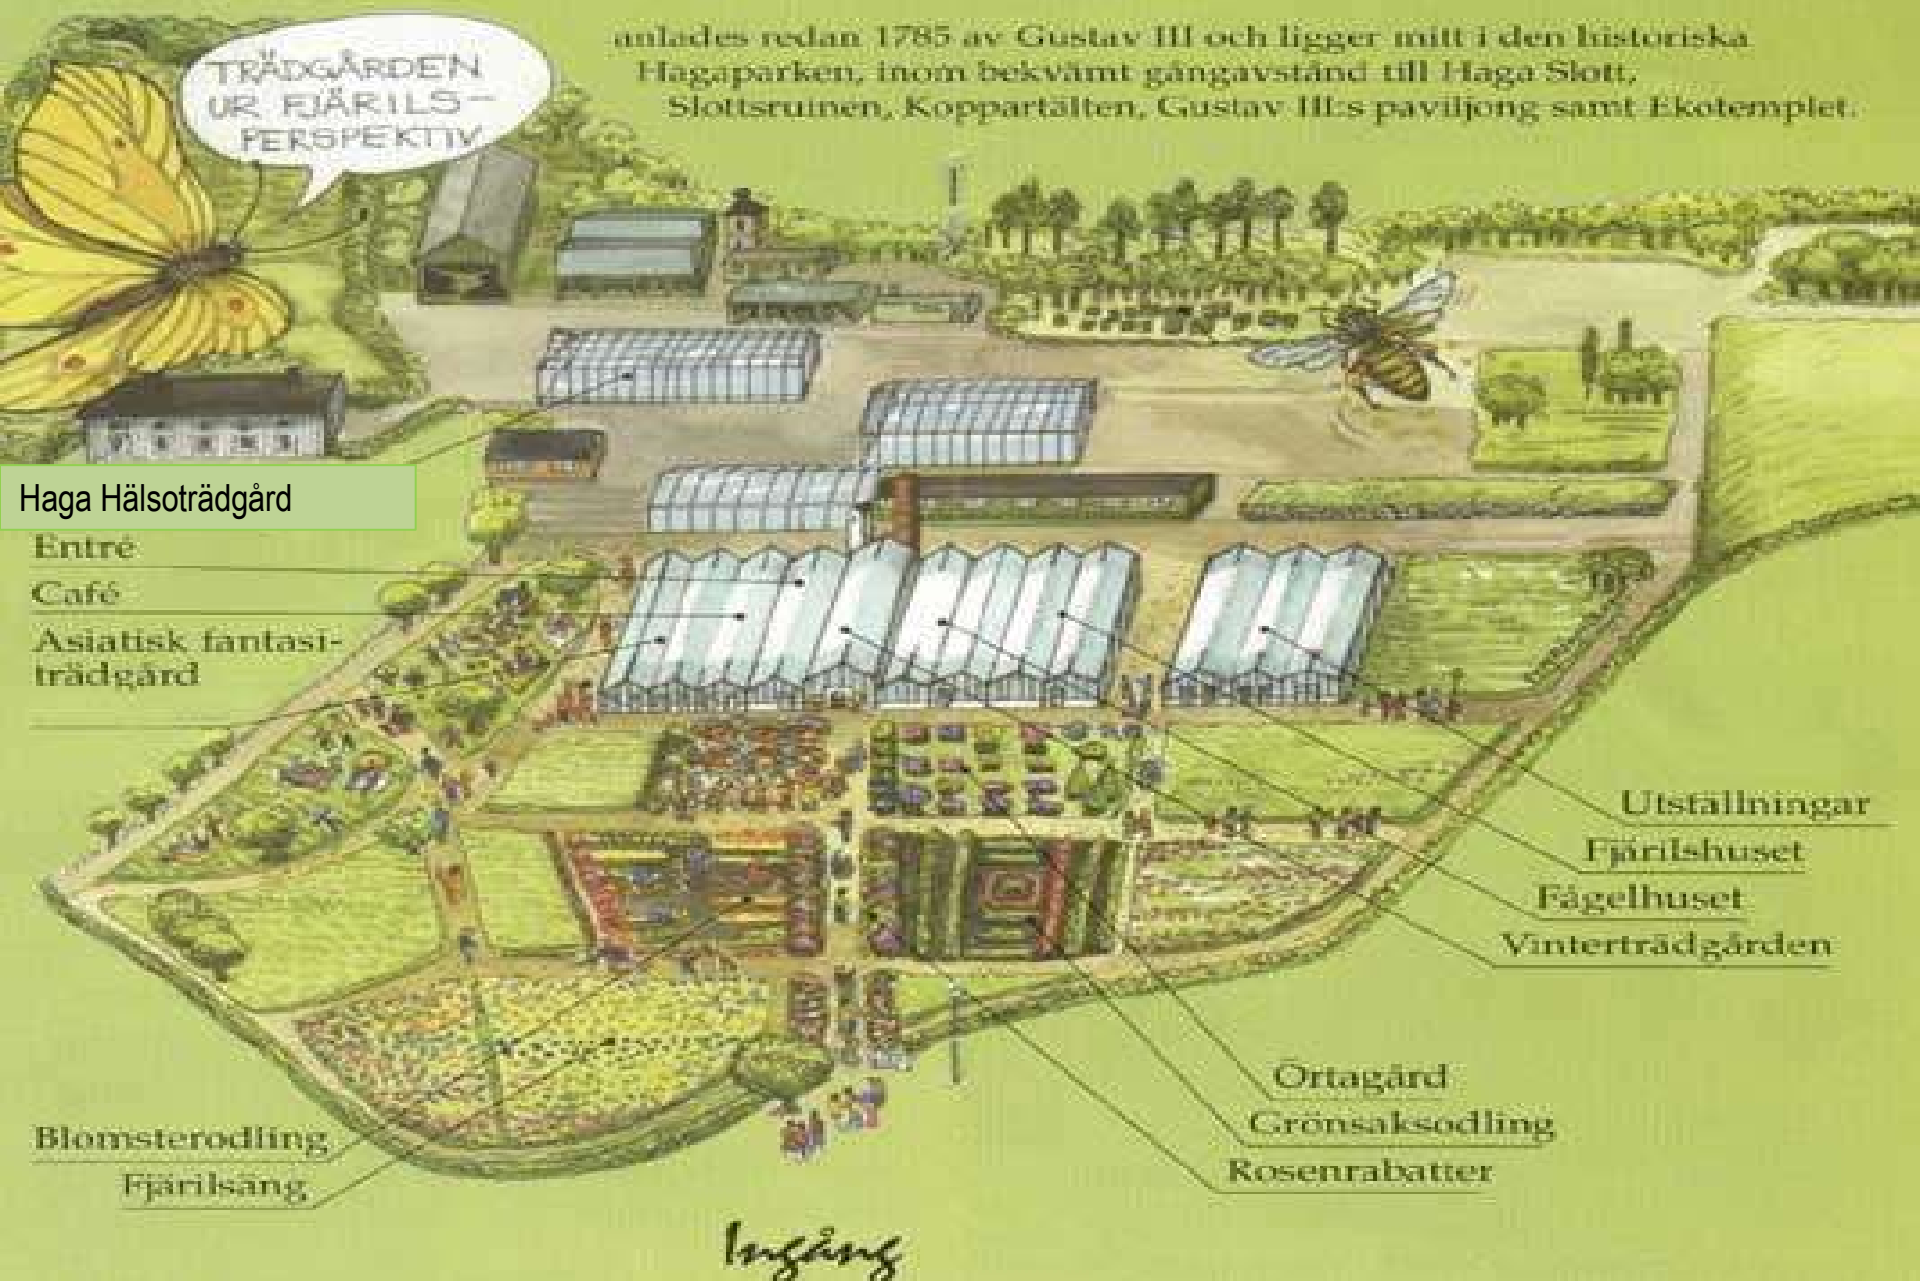 TRÄDGÅRDEN
UR FJÄRILS-
PERSPEKTIV
anlades redan 1785 av Gustav III och ligger mitt i den historiska
Hagaparken, inom bekvämt gångavstånd till Haga Slott,
Slottsruinen, Koppartälten, Gustav III:s paviljong samt Ekotemplet.
Haga Hälsoträdgård
Entré
Café
Asiatisk fantasi-
trädgård
Utställningar
Fjärilshuset
Fågelhuset
Vinterträdgården
Örtagård
Grönsaksodling
Rosenrabatter
Blomsterodling
Fjärilsäng
Ingång